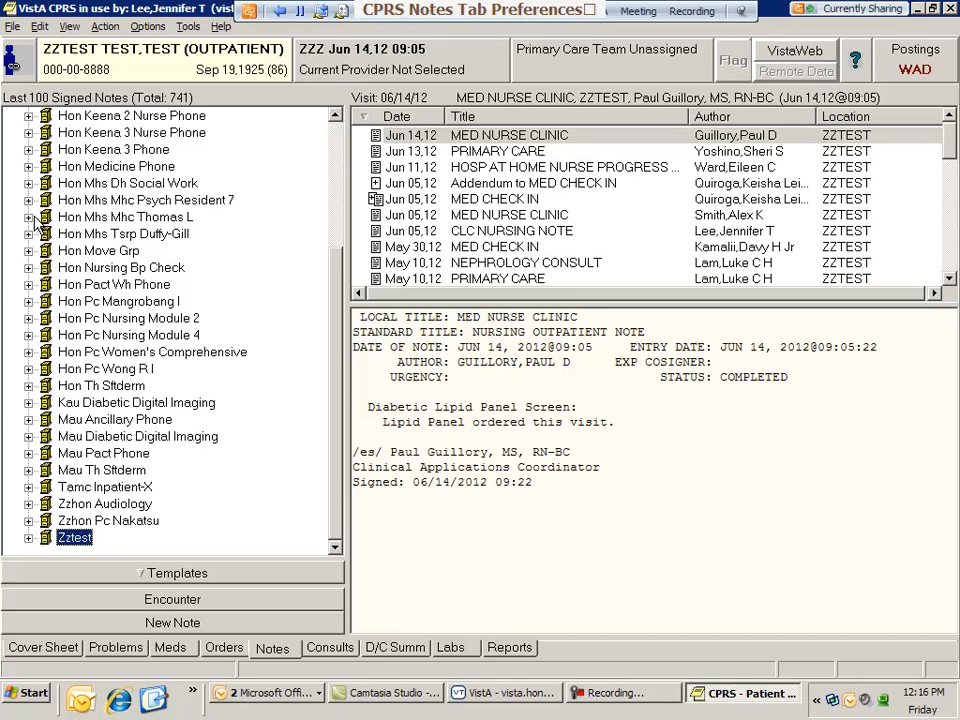 VistA CPRS in use by: Lee,Jennifer T (vist
CPRS Notes Tab Preferences
Meeting Recording
Currently Sharing
File Edit View Action Options Tools Help
ZZTEST TEST,TEST (OUTPATIENT)
000-00-8888 Sep 19,1925 (86)
ZZZ Jun 14,12 09:05
Current Provider Not Selected
Primary Care Team Unassigned
Flag
VistaWeb
Remote Data
?
Postings
WAD
Last 100 Signed Notes (Total: 741)
Hon Keena 2 Nurse Phone
Hon Keena 3 Nurse Phone
Hon Keena 3 Phone
Hon Medicine Phone
Hon Mhs Dh Social Work
Hon Mhs Mhc Psych Resident 7
Hon Mhs Mhc Thomas L
Hon Mhs Tsrp Duffy-Gill
Hon Move Grp
Hon Nursing Bp Check
Hon Pact Wh Phone
Hon Pc Mangrobang I
Hon Pc Nursing Module 2
Hon Pc Nursing Module 4
Hon Pc Women's Comprehensive
Hon Pc Wong R I
Hon Th Sftderm
Kau Diabetic Digital Imaging
Mau Ancillary Phone
Mau Diabetic Digital Imaging
Mau Pact Phone
Mau Th Sftderm
Tamc Inpatient-X
Zzhon Audiology
Zzhon Pc Nakatsu
Zztest
Templates
Encounter
New Note
Visit: 06/14/12 MED NURSE CLINIC, ZZTEST, Paul Guillory, MS, RN-BC (Jun 14,12@09:05)
Date Title Author Location
Jun 14,12 MED NURSE CLINIC Guillory,Paul D ZZTEST
Jun 13,12 PRIMARY CARE Yoshino,Sheri S ZZTEST
Jun 11,12 HOSP AT HOME NURSE PROGRESS ... Ward,Eileen C ZZTEST
Jun 05,12 Addendum to MED CHECK IN Quiroga,Keisha Lei... ZZTEST
Jun 05,12 MED CHECK IN Quiroga,Keisha Lei... ZZTEST
Jun 05,12 MED NURSE CLINIC Smith,Alex K ZZTEST
Jun 05,12 CLC NURSING NOTE Lee,Jennifer T ZZTEST
May 30,12 MED CHECK IN Kamalii,Davy H Jr ZZTEST
May 10,12 NEPHROLOGY CONSULT Lam,Luke C H ZZTEST
May 10,12 PRIMARY CARE Lam,Luke C H ZZTEST
LOCAL TITLE: MED NURSE CLINIC
STANDARD TITLE: NURSING OUTPATIENT NOTE
DATE OF NOTE: JUN 14, 2012@09:05 ENTRY DATE: JUN 14, 2012@09:05:22
AUTHOR: GUILLORY,PAUL D EXP COSIGNER:
URGENCY: STATUS: COMPLETED
Diabetic Lipid Panel Screen:
Lipid Panel ordered this visit.
/es/ Paul Guillory, MS, RN-BC
Clinical Applications Coordinator
Signed: 06/14/2012 09:22
Cover Sheet Problems Meds Orders Notes Consults D/C Summ Labs Reports
Start » 2 Microsoft Offi... Camtasia Studio -... VistA - vista.hon... Recording... CPRS - Patient ... « 12:16 PM
Friday